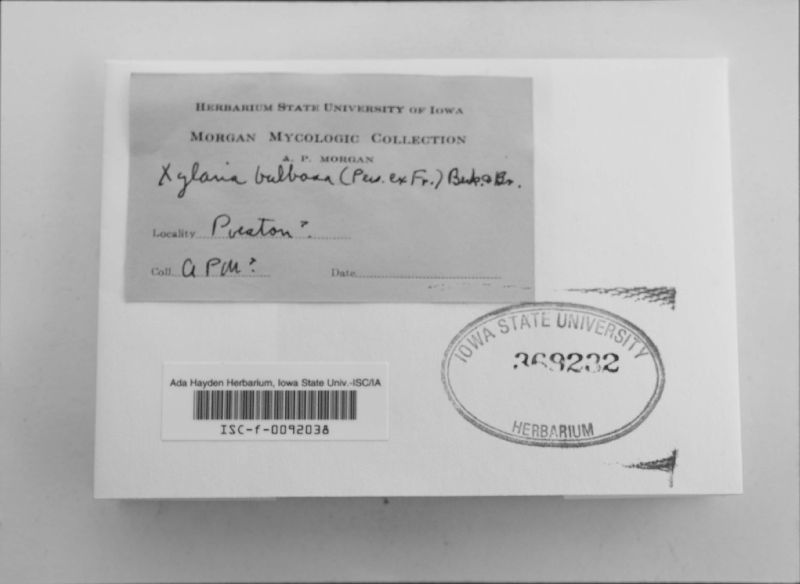 HERBARIUM STATE UNIVERSITY OF IOWA
MORGAN MYCOLOGIC COLLECTION
A. P. MORGAN
Xylaria bulbosa (Pers. ex Fr.) Berk. & Br.
Locality Preston?
Coll. A P M?
Date
IOWA STATE UNIVERSITY
369232
HERBARIUM
Ada Hayden Herbarium, Iowa State Univ.-ISC/IA
ISC-f-0092038